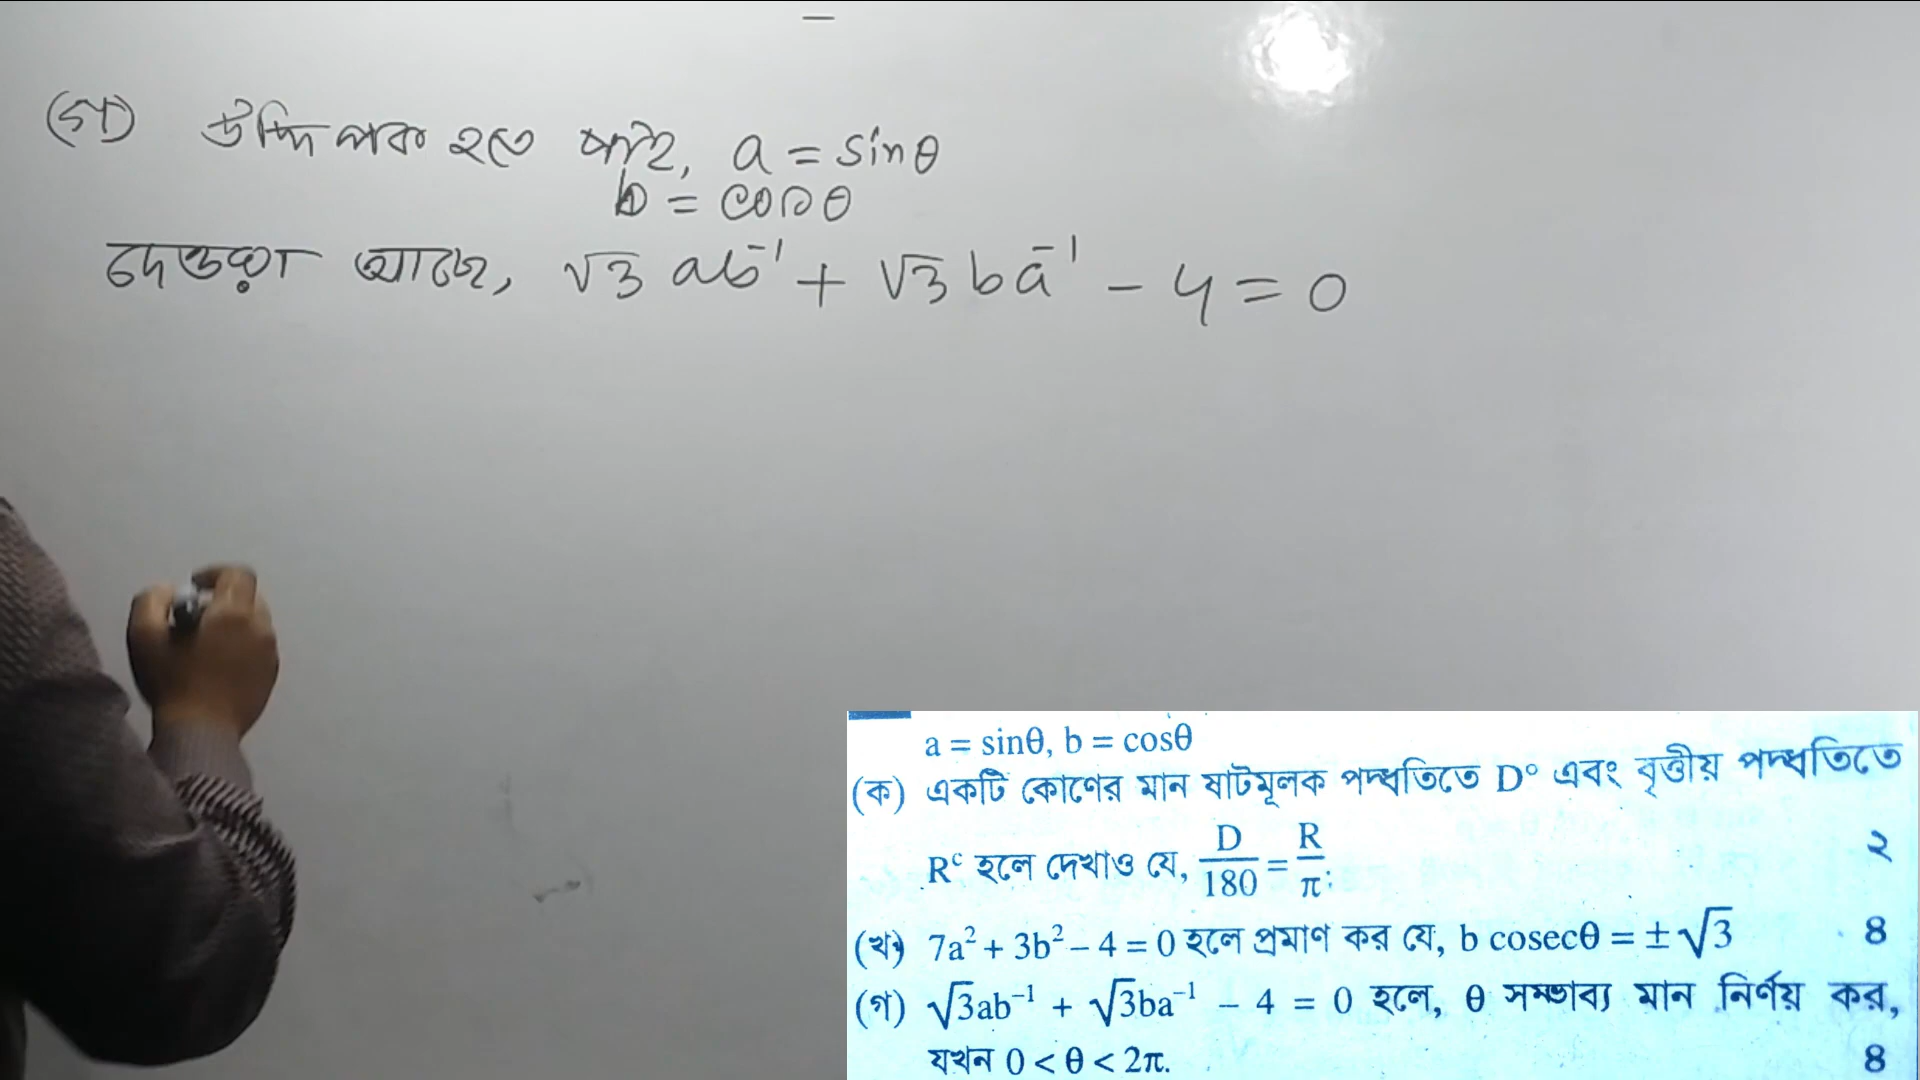 (গ) উদ্দিপক হতে পাই, a = sinθ
b = cosθ
দেওয়া আছে, √3 ab⁻¹ + √3 ba⁻¹ - 4 = 0
a = sinθ, b = cosθ
(ক) একটি কোণের মান ষাটমূলক পদ্ধতিতে D° এবং বৃত্তীয় পদ্ধতিতে
Rᶜ হলে দেখাও যে, D/180 = R/π; ২
(খ) 7a² + 3b² – 4 = 0 হলে প্রমাণ কর যে, b cosecθ = ± √3 ৪
(গ) √3ab⁻¹ + √3ba⁻¹ – 4 = 0 হলে, θ সম্ভাব্য মান নির্ণয় কর,
যখন 0 < θ < 2π. ৪